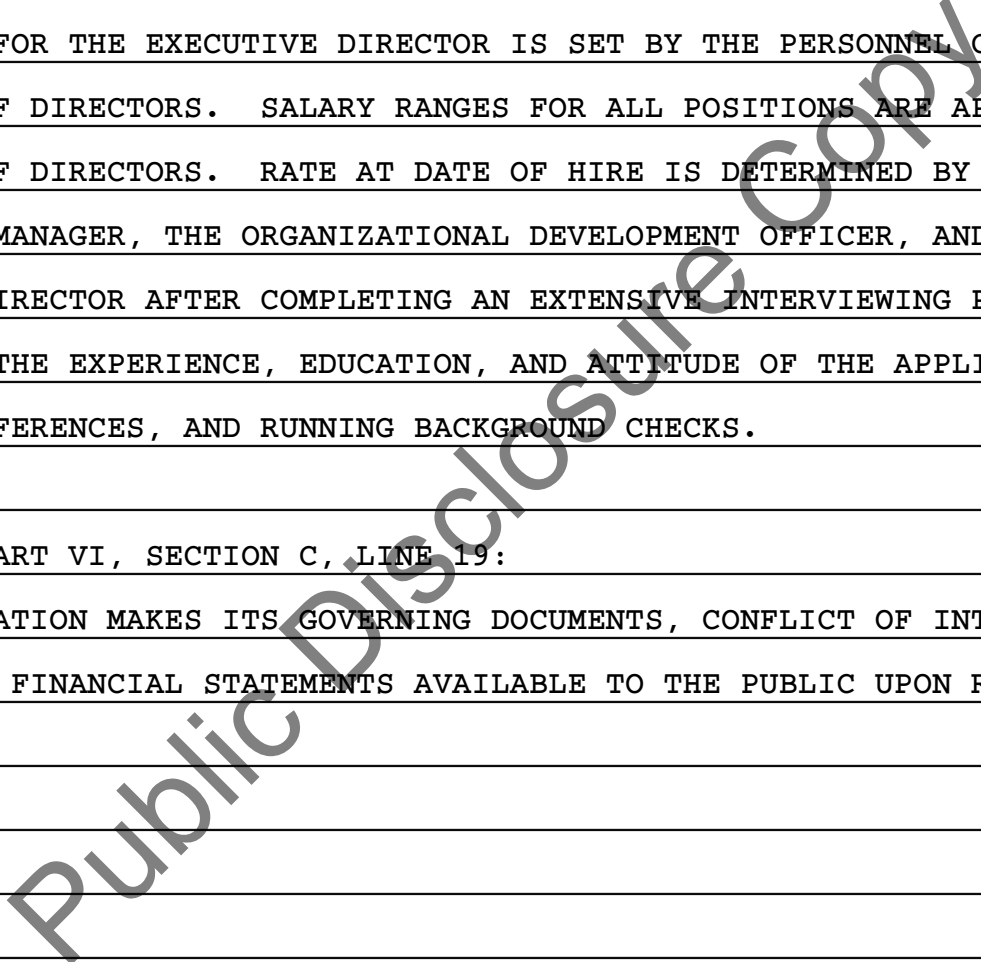 FOR THE EXECUTIVE DIRECTOR IS SET BY THE PERSONNEL
F DIRECTORS. SALARY RANGES FOR ALL POSITIONS ARE
F DIRECTORS. RATE AT DATE OF HIRE IS DETERMINED BY
MANAGER, THE ORGANIZATIONAL DEVELOPMENT OFFICER, AND
IRECTOR AFTER COMPLETING AN EXTENSIVE INTERVIEWING
THE EXPERIENCE, EDUCATION, AND ATTITUDE OF THE APPLI
FERENCES, AND RUNNING BACKGROUND CHECKS.
ART VI, SECTION C, LINE 19:
ATION MAKES ITS GOVERNING DOCUMENTS, CONFLICT OF INT
FINANCIAL STATEMENTS AVAILABLE TO THE PUBLIC UPON
Public Disclosure Copy